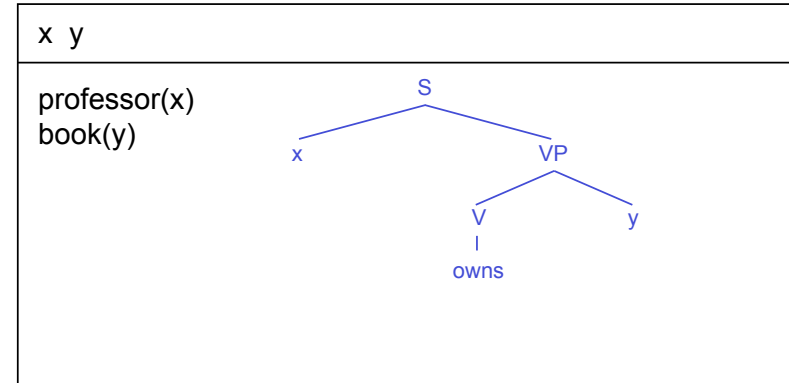 x y
professor(x)
book(y)
S
x VP
V y
owns